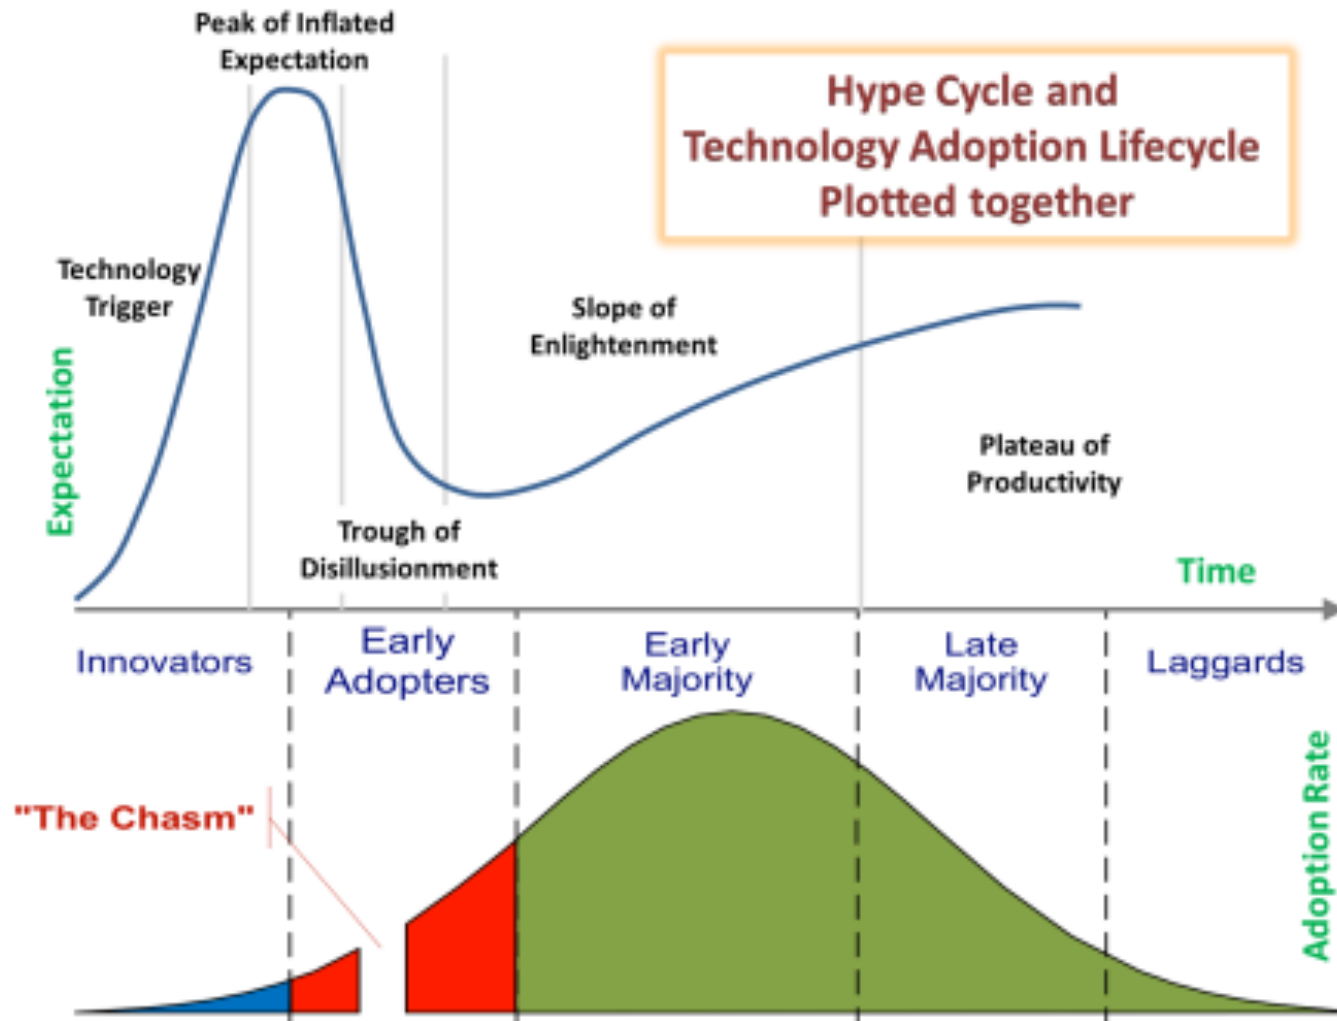 Peak of Inflated
Expectation
Hype Cycle and
Technology Adoption Lifecycle
Plotted together
Technology
Trigger
Slope of
Enlightenment
Expectation
Plateau of
Productivity
Trough of
Disillusionment
Time
Innovators
Early
Adopters
Early
Majority
Late
Majority
Laggards
"The Chasm"
Adoption Rate